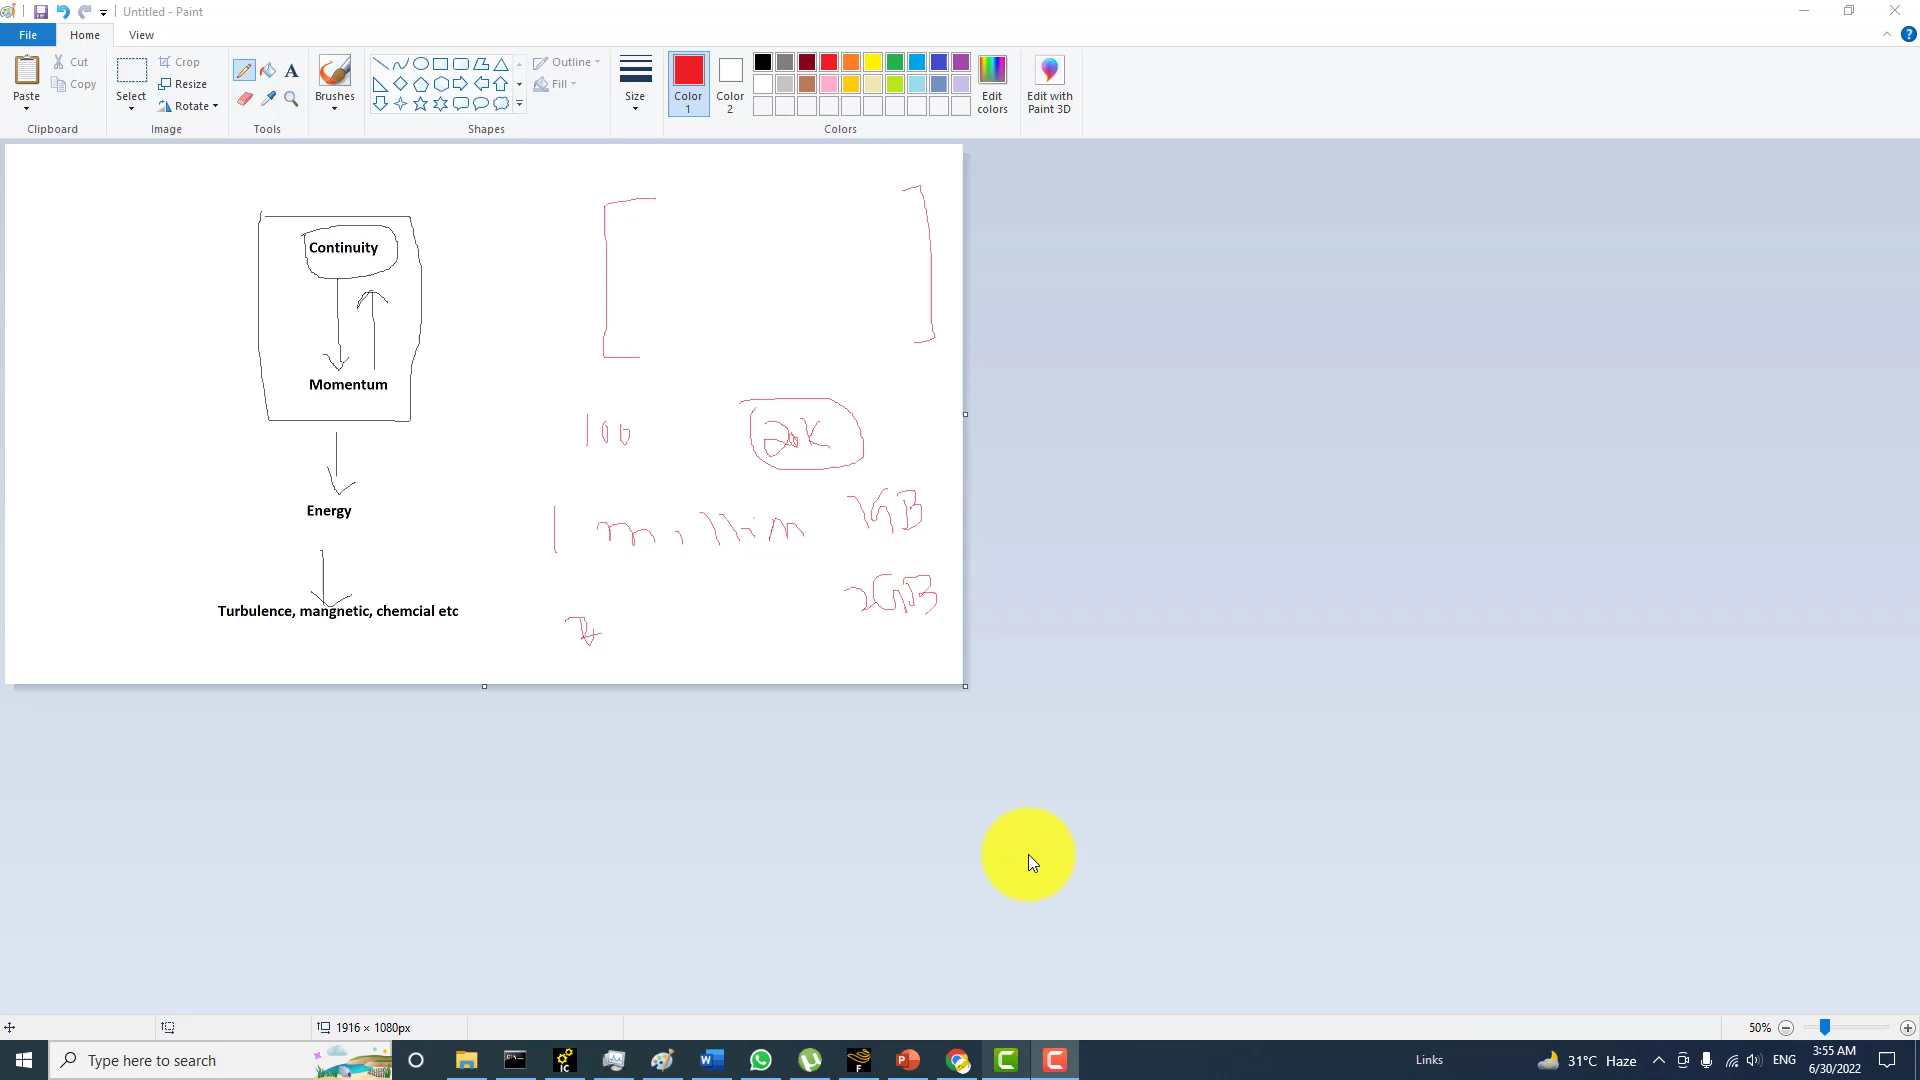 Untitled - Paint
File Home View
Paste
Cut
Copy
Clipboard
Select
Crop
Resize
Rotate
Image
A
Tools
Brushes
Outline
Fill
Shapes
Size
Color 1
Color 2
Edit colors
Colors
Edit with Paint 3D
Continuity
Momentum
Energy
Turbulence, mangnetic, chemcial etc
100
20K
1 million
1GB
2GB
1916 × 1080px
50%
Type here to search
IC
W
F
P
C
C
Links
31°C Haze
ENG
3:55 AM
6/30/2022